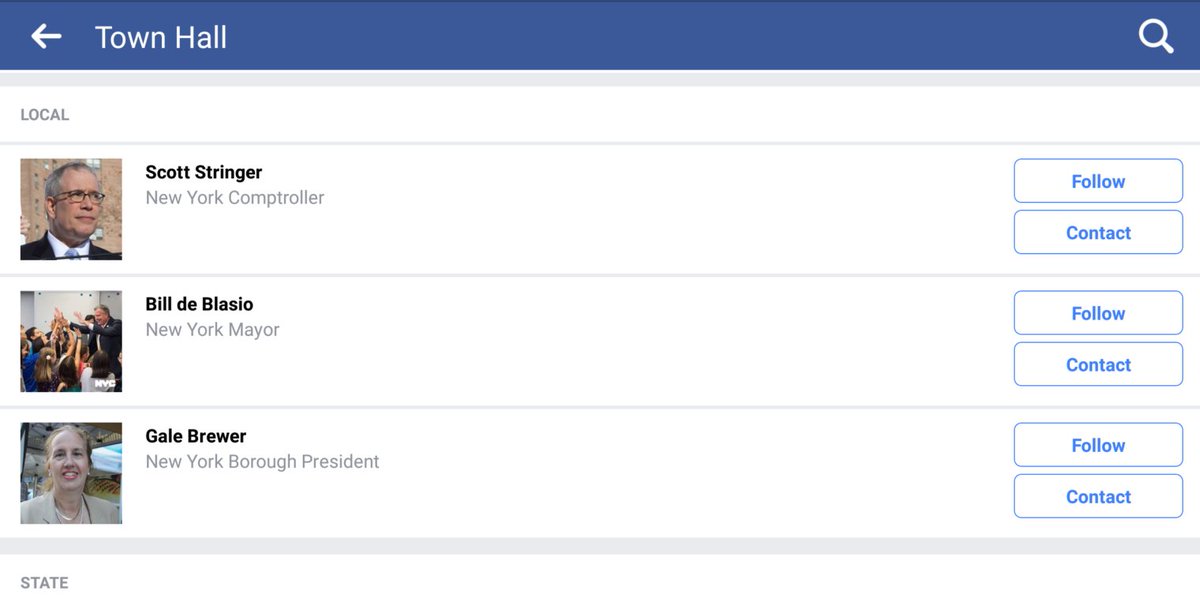 Town Hall
LOCAL
Scott Stringer
New York Comptroller
Follow
Contact
Bill de Blasio
New York Mayor
NYC
Follow
Contact
Gale Brewer
New York Borough President
Follow
Contact
STATE